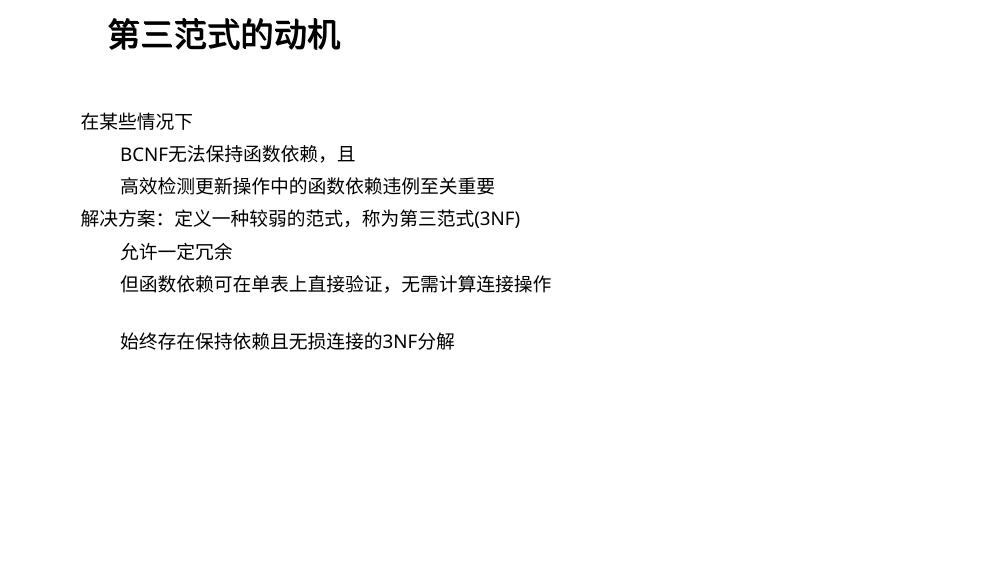 第三范式的动机
在某些情况下
BCNF无法保持函数依赖，且
高效检测更新操作中的函数依赖违例至关重要
解决方案：定义一种较弱的范式，称为第三范式(3NF)
允许一定冗余
但函数依赖可在单表上直接验证，无需计算连接操作
始终存在保持依赖且无损连接的3NF分解